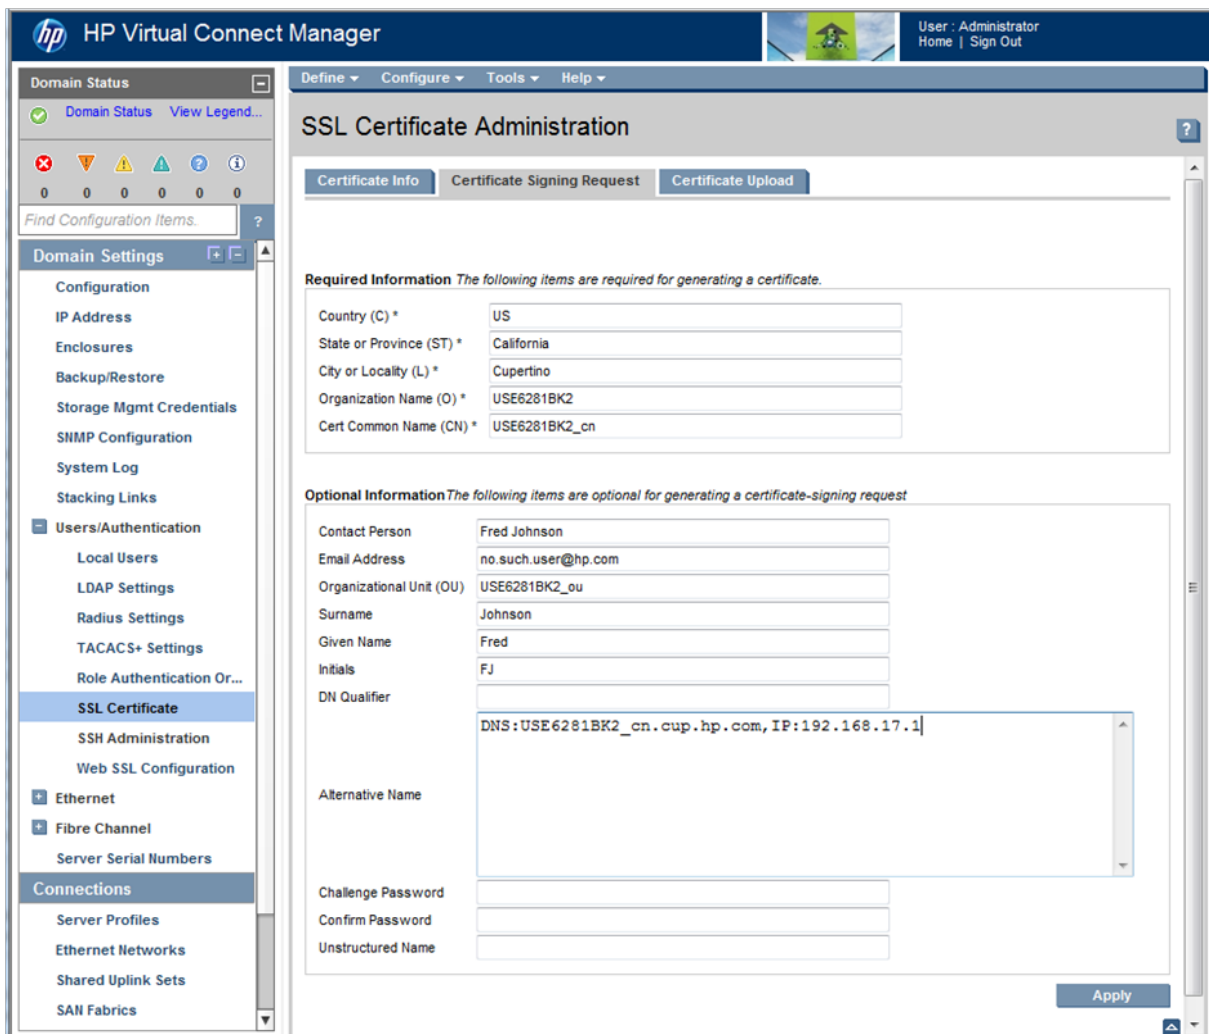 hp HP Virtual Connect Manager
User : Administrator
Home | Sign Out
Domain Status
Domain Status View Legend...
0 0 0 0 0 0
Find Configuration Items. ?
Domain Settings
Configuration
IP Address
Enclosures
Backup/Restore
Storage Mgmt Credentials
SNMP Configuration
System Log
Stacking Links
Users/Authentication
Local Users
LDAP Settings
Radius Settings
TACACS+ Settings
Role Authentication Or...
SSL Certificate
SSH Administration
Web SSL Configuration
Ethernet
Fibre Channel
Server Serial Numbers
Connections
Server Profiles
Ethernet Networks
Shared Uplink Sets
SAN Fabrics
Define Configure Tools Help
SSL Certificate Administration ?
Certificate Info Certificate Signing Request Certificate Upload
Required Information The following items are required for generating a certificate.
Country (C) * US
State or Province (ST) * California
City or Locality (L) * Cupertino
Organization Name (O) * USE6281BK2
Cert Common Name (CN) * USE6281BK2_cn
Optional Information The following items are optional for generating a certificate-signing request
Contact Person Fred Johnson
Email Address no.such.user@hp.com
Organizational Unit (OU) USE6281BK2_ou
Surname Johnson
Given Name Fred
Initials FJ
DN Qualifier
DNS:USE6281BK2_cn.cup.hp.com,IP:192.168.17.1
Alternative Name
Challenge Password
Confirm Password
Unstructured Name
Apply